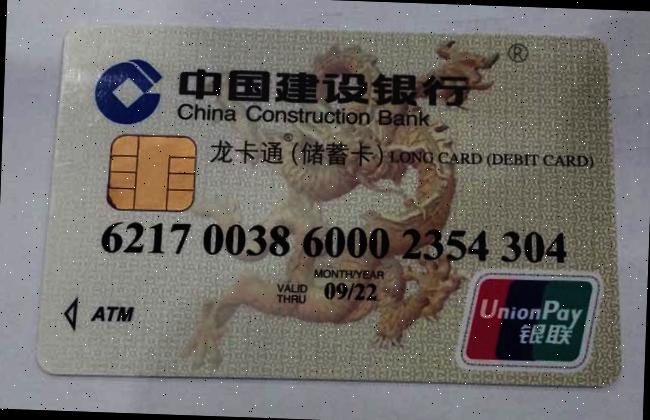 ®
中国建设银行
China Construction Bank
龙卡通®(储蓄卡) LONG CARD (DEBIT CARD)
6217 0038 6000 2354 304
MONTH/YEAR
VALID THRU 09/22
ATM
UnionPay
银联